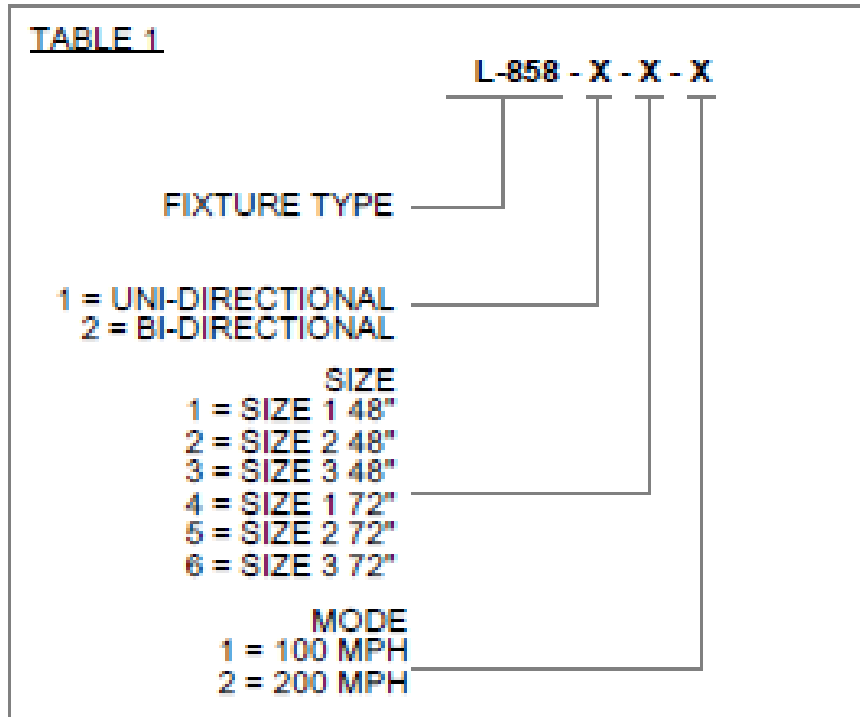 TABLE 1
L-858 - X - X - X
FIXTURE TYPE
1 = UNI-DIRECTIONAL
2 = BI-DIRECTIONAL
SIZE
1 = SIZE 1 48"
2 = SIZE 2 48"
3 = SIZE 3 48"
4 = SIZE 1 72"
5 = SIZE 2 72"
6 = SIZE 3 72"
MODE
1 = 100 MPH
2 = 200 MPH